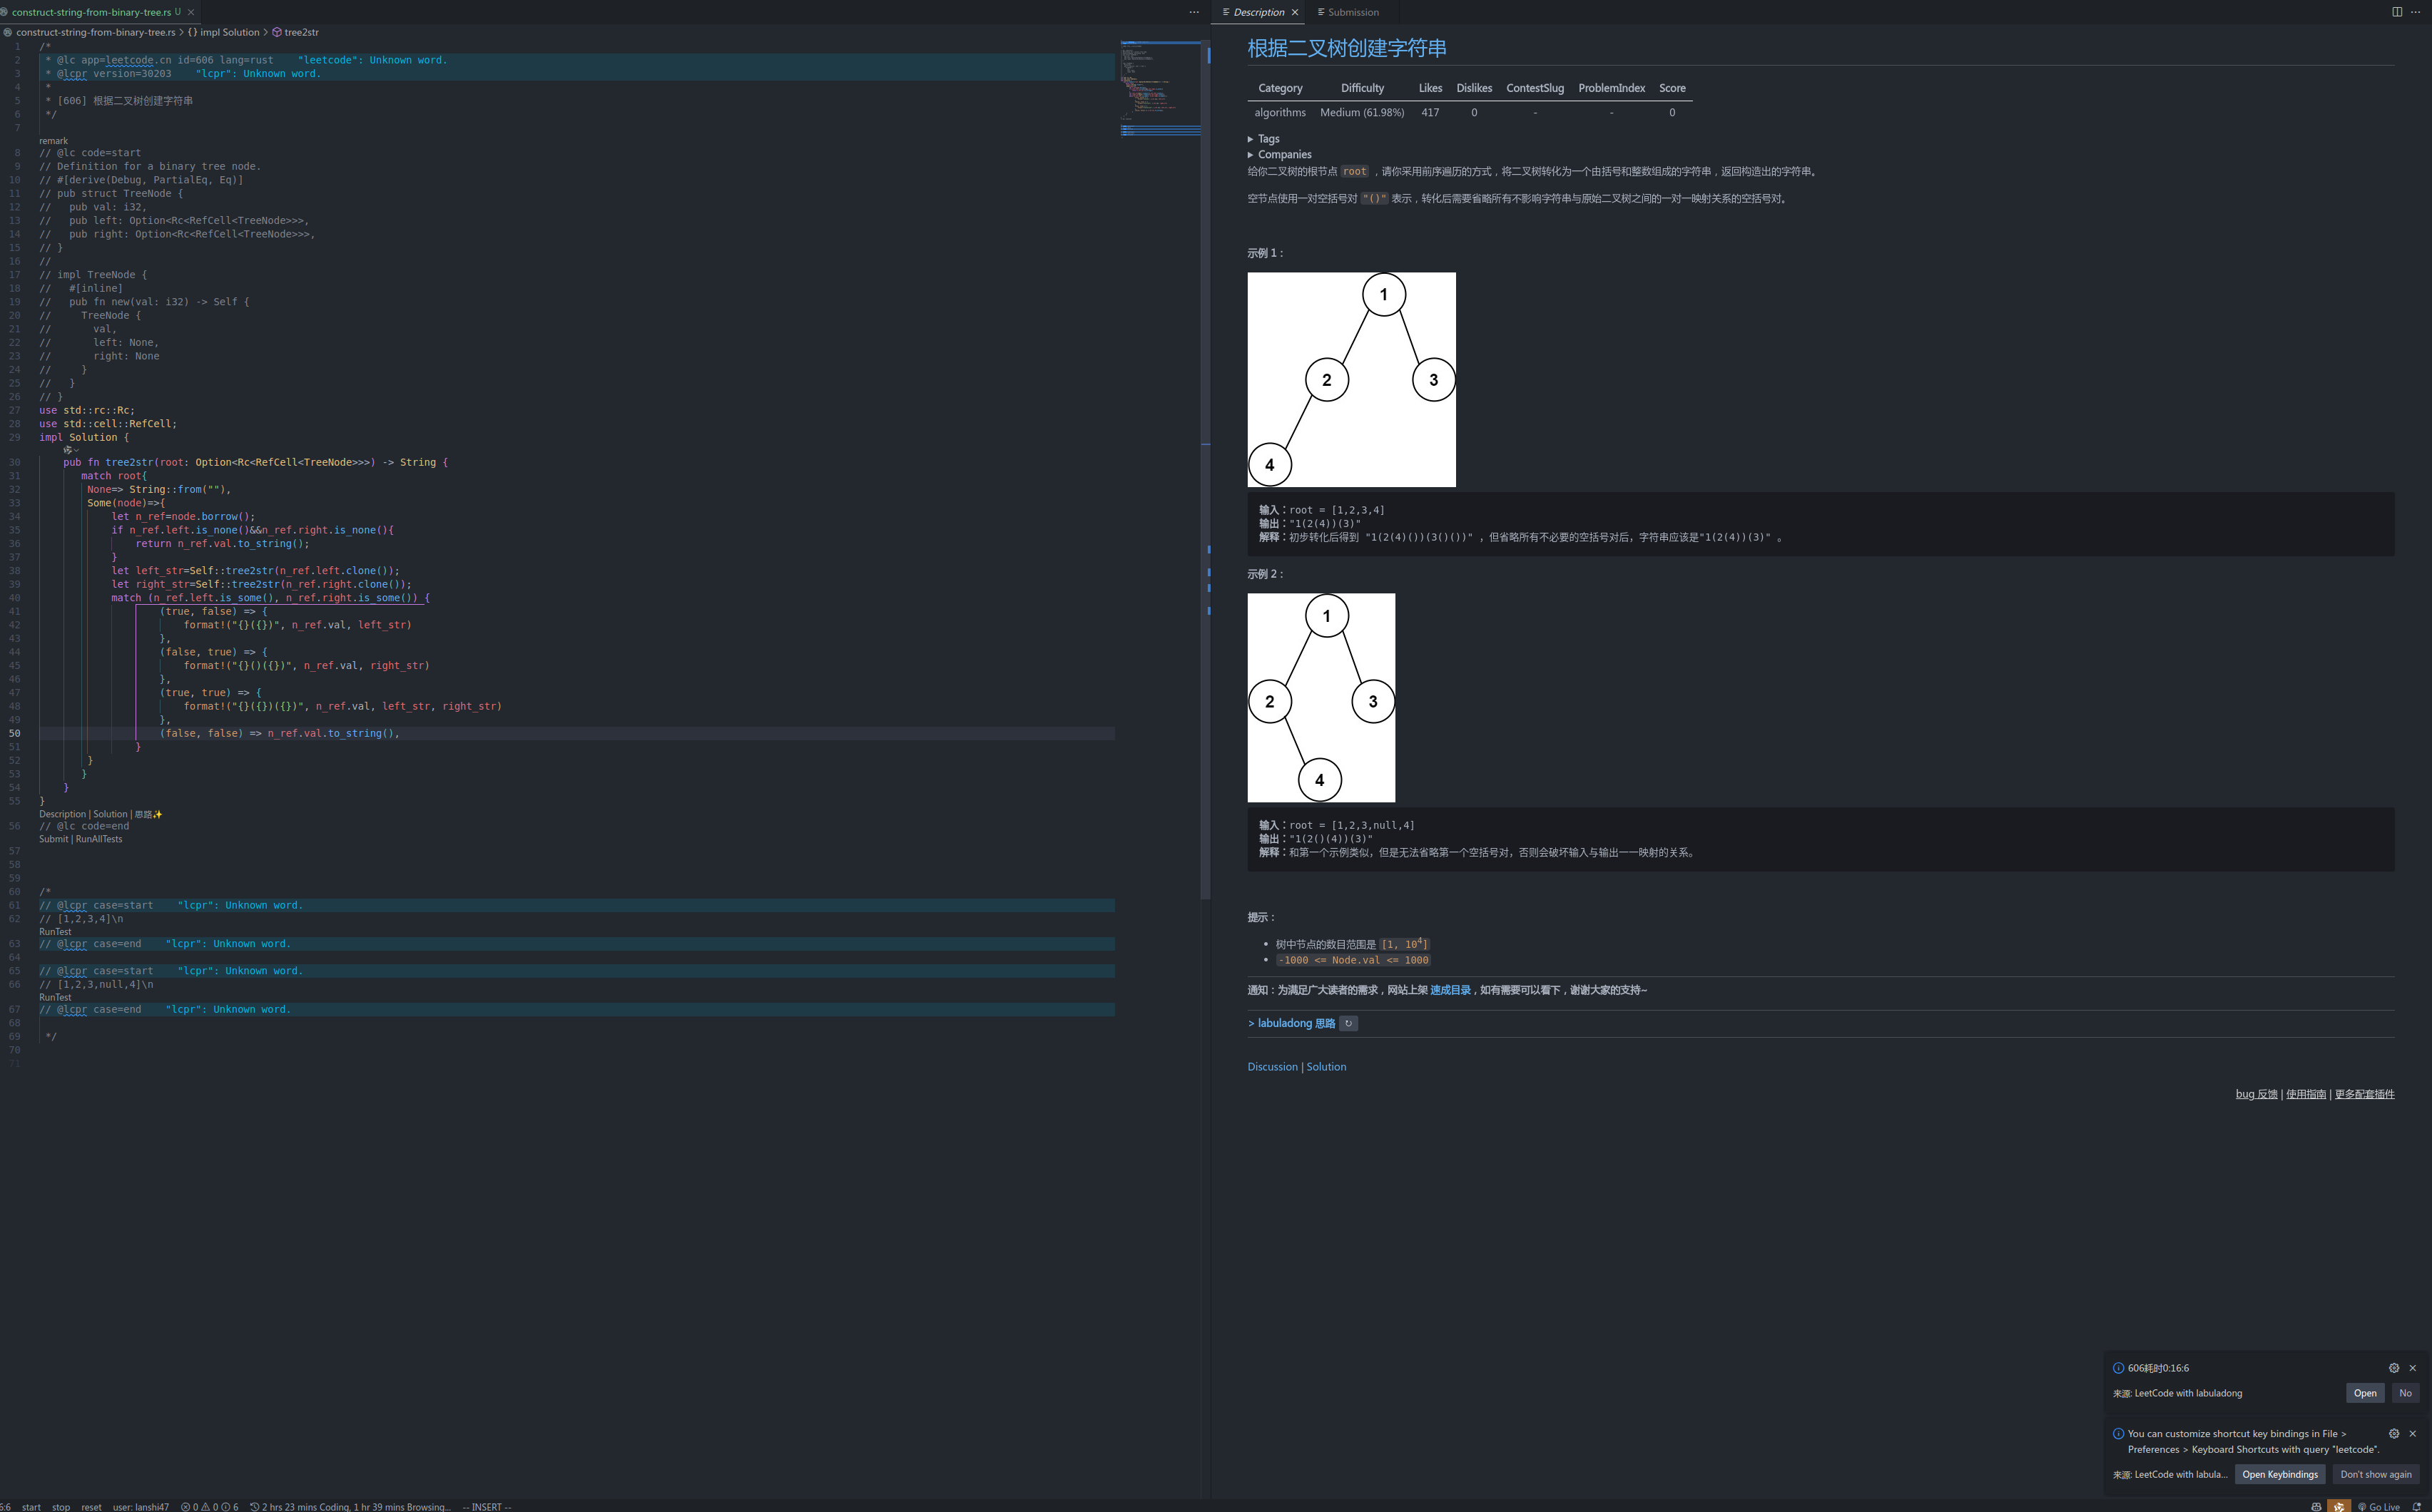 construct-string-from-binary-tree.rs U
construct-string-from-binary-tree.rs > {} impl Solution > tree2str
1 /*
2  * @lc app=leetcode.cn id=606 lang=rust    "leetcode": Unknown word.
3  * @lcpr version=30203    "lcpr": Unknown word.
4  *
5  * [606] 根据二叉树创建字符串
6  */
7
remark
8 // @lc code=start
9 // Definition for a binary tree node.
10 // #[derive(Debug, PartialEq, Eq)]
11 // pub struct TreeNode {
12 //   pub val: i32,
13 //   pub left: Option<Rc<RefCell<TreeNode>>>,
14 //   pub right: Option<Rc<RefCell<TreeNode>>>,
15 // }
16 //
17 // impl TreeNode {
18 //   #[inline]
19 //   pub fn new(val: i32) -> Self {
20 //     TreeNode {
21 //       val,
22 //       left: None,
23 //       right: None
24 //     }
25 //   }
26 // }
27 use std::rc::Rc;
28 use std::cell::RefCell;
29 impl Solution {
30     pub fn tree2str(root: Option<Rc<RefCell<TreeNode>>>) -> String {
31        match root{
32         None=> String::from(""),
33         Some(node)=>{
34             let n_ref=node.borrow();
35             if n_ref.left.is_none()&&n_ref.right.is_none(){
36                 return n_ref.val.to_string();
37             }
38             let left_str=Self::tree2str(n_ref.left.clone());
39             let right_str=Self::tree2str(n_ref.right.clone());
40             match (n_ref.left.is_some(), n_ref.right.is_some()) {
41                     (true, false) => {
42                         format!("{}({})", n_ref.val, left_str)
43                     },
44                     (false, true) => {
45                         format!("{}()({})", n_ref.val, right_str)
46                     },
47                     (true, true) => {
48                         format!("{}({})({})", n_ref.val, left_str, right_str)
49                     },
50                     (false, false) => n_ref.val.to_string(),
51                 }
52         }
53        }
54     }
55 }
Description | Solution | 思路✨
56 // @lc code=end
Submit | RunAllTests
57
58
59
60 /*
61 // @lcpr case=start    "lcpr": Unknown word.
62 // [1,2,3,4]\n
RunTest
63 // @lcpr case=end    "lcpr": Unknown word.
64
65 // @lcpr case=start    "lcpr": Unknown word.
66 // [1,2,3,null,4]\n
RunTest
67 // @lcpr case=end    "lcpr": Unknown word.
68
69  */
70
71
Description
Submission
根据二叉树创建字符串
Category Difficulty Likes Dislikes ContestSlug ProblemIndex Score
algorithms Medium (61.98%) 417 0 - - 0
Tags
Companies
给你二叉树的根节点 root ，请你采用前序遍历的方式，将二叉树转化为一个由括号和整数组成的字符串，返回构造出的字符串。
空节点使用一对空括号对 "()" 表示，转化后需要省略所有不影响字符串与原始二叉树之间的一对一映射关系的空括号对。
示例 1：
1
2 3
4
输入：root = [1,2,3,4]
输出："1(2(4))(3)"
解释：初步转化后得到 "1(2(4)())(3()())" ，但省略所有不必要的空括号对后，字符串应该是"1(2(4))(3)" 。
示例 2：
1
2 3
4
输入：root = [1,2,3,null,4]
输出："1(2()(4))(3)"
解释：和第一个示例类似，但是无法省略第一个空括号对，否则会破坏输入与输出一一映射的关系。
提示：
• 树中节点的数目范围是 [1, 10⁴]
• -1000 <= Node.val <= 1000
通知：为满足广大读者的需求，网站上架 速成目录，如有需要可以看下，谢谢大家的支持~
> labuladong 思路 ↻
Discussion | Solution
bug 反馈 | 使用指南 | 更多配套插件
606耗时0:16:6
来源: LeetCode with labuladong
Open No
You can customize shortcut key bindings in File >
Preferences > Keyboard Shortcuts with query "leetcode".
来源: LeetCode with labula...
Open Keybindings Don't show again
6:6 start stop reset user: lanshi47 0 0 6 2 hrs 23 mins Coding, 1 hr 39 mins Browsing... -- INSERT -- Go Live